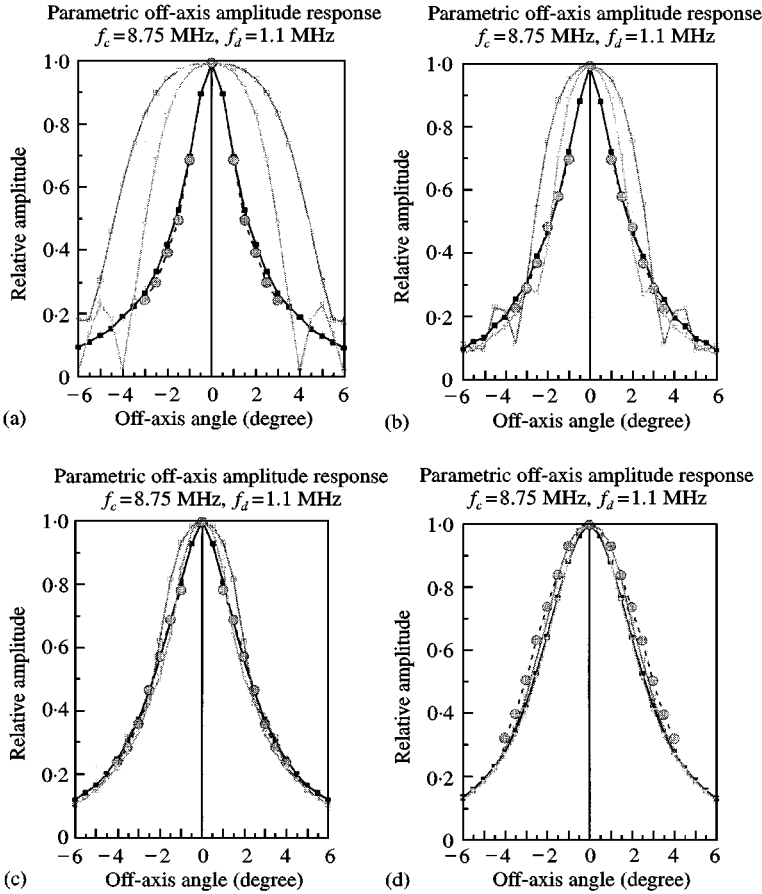 Parametric off-axis amplitude response
f_c=8.75 MHz, f_d=1.1 MHz
Relative amplitude
1·0
0·8
0·6
0·4
0·2
0
−6 −4 −2 0 2 4 6
Off-axis angle (degree)
(a)
Parametric off-axis amplitude response
f_c=8.75 MHz, f_d=1.1 MHz
Relative amplitude
1·0
0·8
0·6
0·4
0·2
0
−6 −4 −2 0 2 4 6
Off-axis angle (degree)
(b)
Parametric off-axis amplitude response
f_c=8.75 MHz, f_d=1.1 MHz
Relative amplitude
1·0
0·8
0·6
0·4
0·2
0
−6 −4 −2 0 2 4 6
Off-axis angle (degree)
(c)
Parametric off-axis amplitude response
f_c=8.75 MHz, f_d=1.1 MHz
Relative amplitude
1·0
0·8
0·6
0·4
0·2
0
−6 −4 −2 0 2 4 6
Off-axis angle (degree)
(d)